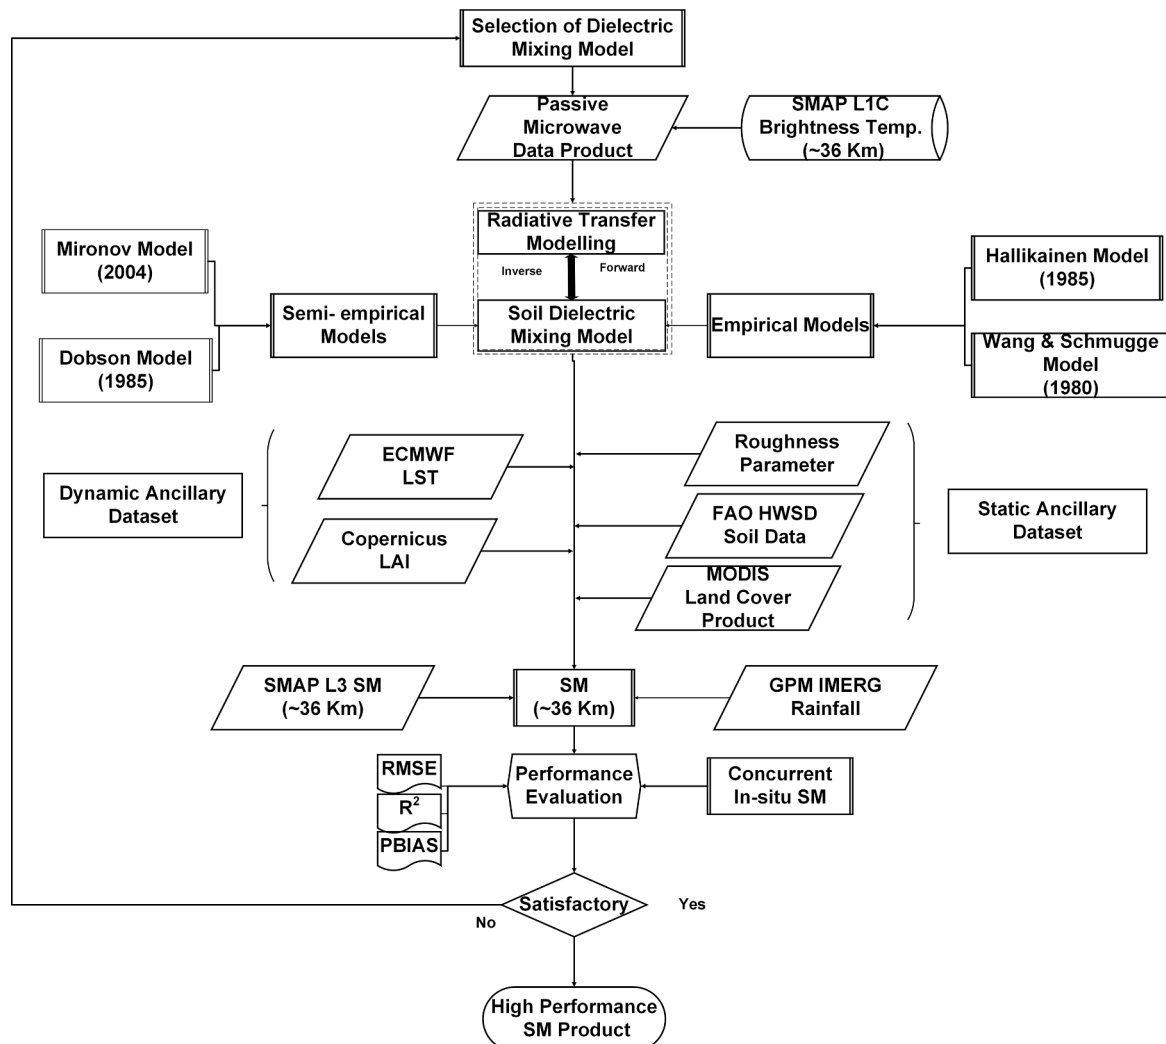 Selection of Dielectric
Mixing Model
Passive
Microwave
Data Product
SMAP L1C
Brightness Temp.
(~36 Km)
Radiative Transfer
Modelling
Inverse
Forward
Soil Dielectric
Mixing Model
Mironov Model
(2004)
Dobson Model
(1985)
Semi- empirical
Models
Empirical Models
Hallikainen Model
(1985)
Wang & Schmugge
Model
(1980)
Dynamic Ancillary
Dataset
ECMWF
LST
Copernicus
LAI
Roughness
Parameter
FAO HWSD
Soil Data
MODIS
Land Cover
Product
Static Ancillary
Dataset
SMAP L3 SM
(~36 Km)
SM
(~36 Km)
GPM IMERG
Rainfall
RMSE
R²
PBIAS
Performance
Evaluation
Concurrent
In-situ SM
Satisfactory
No
Yes
High Performance
SM Product